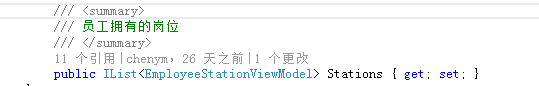 /// <summary>
/// 员工拥有的岗位
/// </summary>
11 个引用|chenym，26 天之前|1 个更改
public IList<EmployeeStationViewModel> Stations { get; set; }